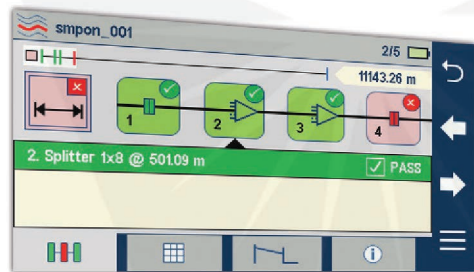 smpon_001
2/5
11143.26 m
1
2
3
4
2. Splitter 1x8 @ 501.09 m
PASS